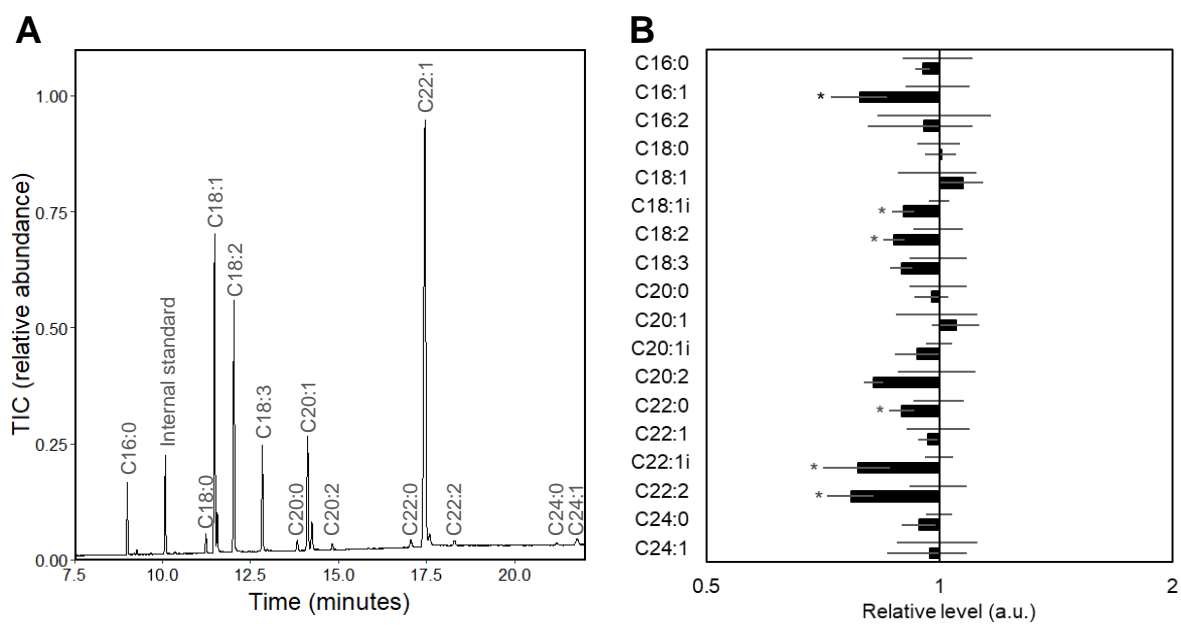 A
TIC (relative abundance)
1.00
0.75
0.50
0.25
0.00
C16:0
Internal standard
C18:0
C18:1
C18:2
C18:3
C20:0
C20:1
C20:2
C22:0
C22:1
C22:2
C24:0
C24:1
7.5 10.0 12.5 15.0 17.5 20.0
Time (minutes)
B
C16:0
C16:1 *
C16:2
C18:0
C18:1
C18:1i *
C18:2 *
C18:3
C20:0
C20:1
C20:1i
C20:2
C22:0 *
C22:1
C22:1i *
C22:2 *
C24:0
C24:1
0.5 1 2
Relative level (a.u.)